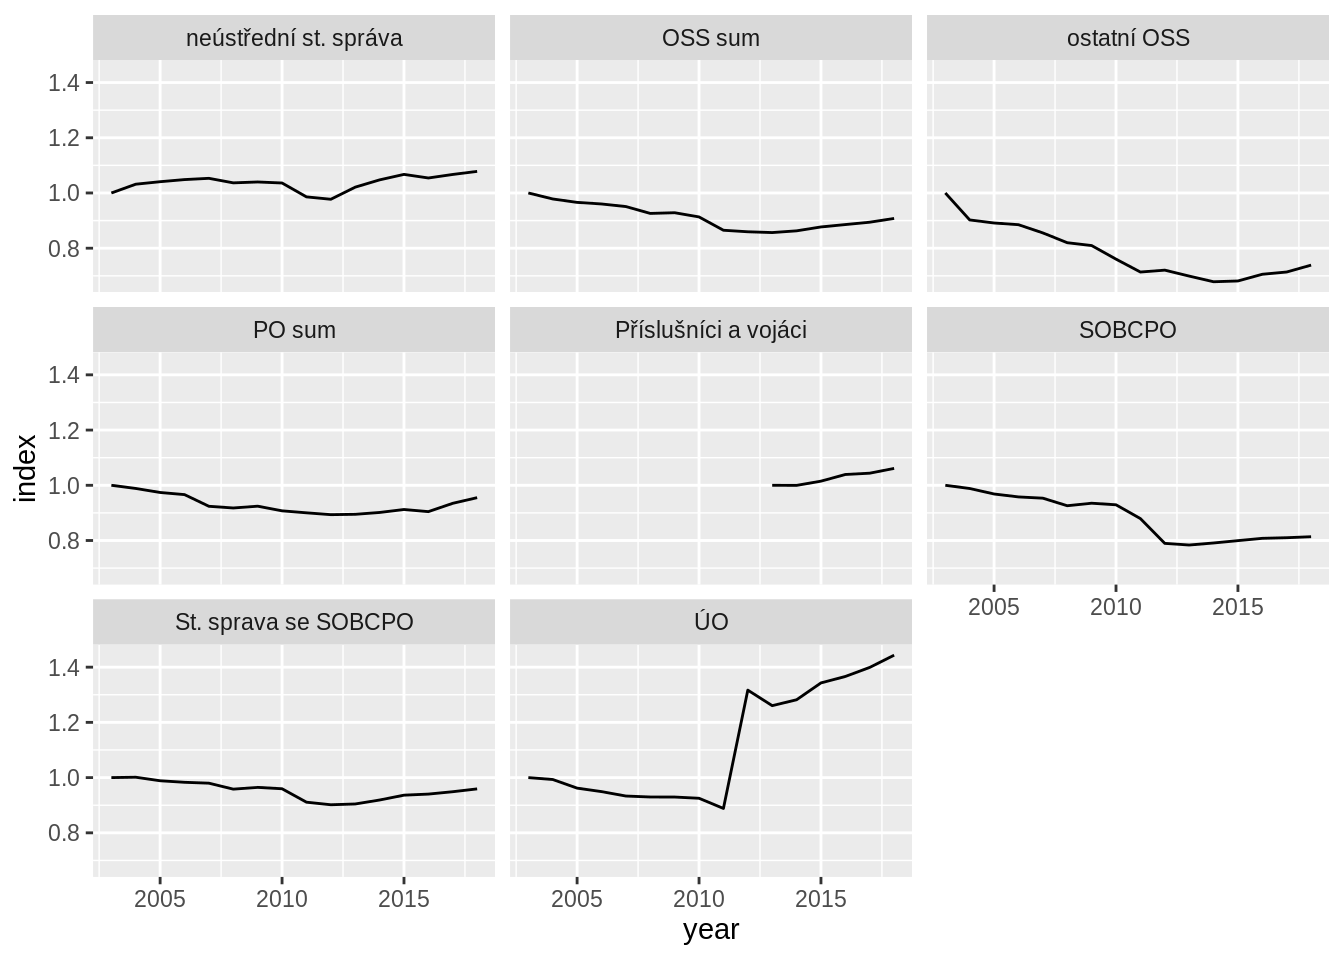 neústřední st. správa
OSS sum
ostatní OSS
1.4
1.2
1.0
0.8
PO sum
Příslušníci a vojáci
SOBCPO
1.4
1.2
1.0
0.8
index
2005 2010 2015
St. sprava se SOBCPO
ÚO
1.4
1.2
1.0
0.8
2005 2010 2015
2005 2010 2015
year